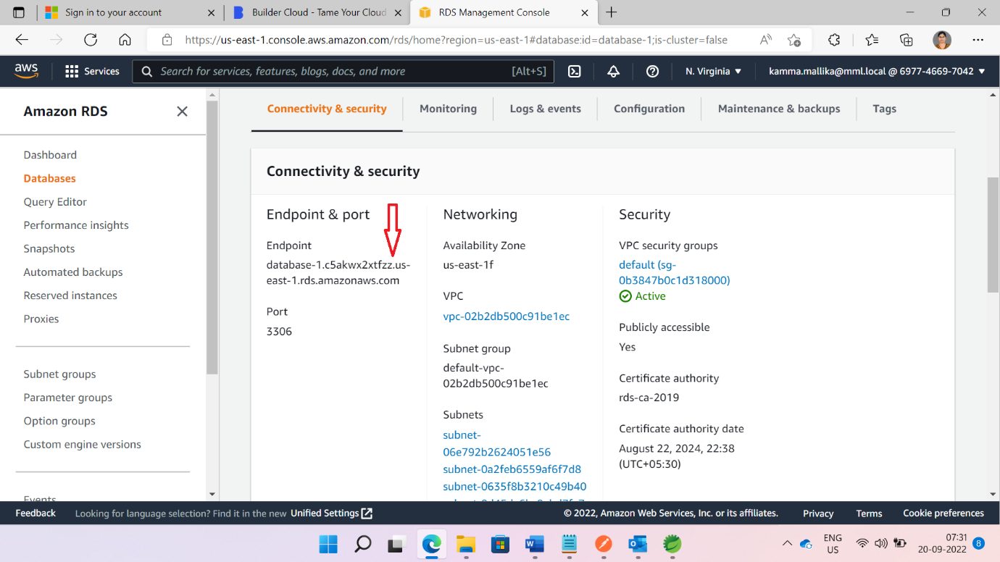 Sign in to your account
Builder Cloud - Tame Your Cloud
RDS Management Console
https://us-east-1.console.aws.amazon.com/rds/home?region=us-east-1#database:id=database-1;is-cluster=false
aws
Services
Search for services, features, blogs, docs, and more
[Alt+S]
N. Virginia
kamma.mallika@mml.local @ 6977-4669-7042
Amazon RDS
Dashboard
Databases
Query Editor
Performance insights
Snapshots
Automated backups
Reserved instances
Proxies
Subnet groups
Parameter groups
Option groups
Custom engine versions
Events
Connectivity & security
Monitoring
Logs & events
Configuration
Maintenance & backups
Tags
Connectivity & security
Endpoint & port
Endpoint
database-1.c5akwx2xtfzz.us-
east-1.rds.amazonaws.com
Port
3306
Networking
Availability Zone
us-east-1f
VPC
vpc-02b2db500c91be1ec
Subnet group
default-vpc-
02b2db500c91be1ec
Subnets
subnet-
06e792b2624051e56
subnet-0a2feb6559af6f7d8
subnet-0635f8b3210c49b40
Security
VPC security groups
default (sg-
0b3847b0c1d318000)
Active
Publicly accessible
Yes
Certificate authority
rds-ca-2019
Certificate authority date
August 22, 2024, 22:38
(UTC+05:30)
Feedback
Looking for language selection? Find it in the new Unified Settings
© 2022, Amazon Web Services, Inc. or its affiliates.
Privacy
Terms
Cookie preferences
ENG
US
07:31
20-09-2022
8